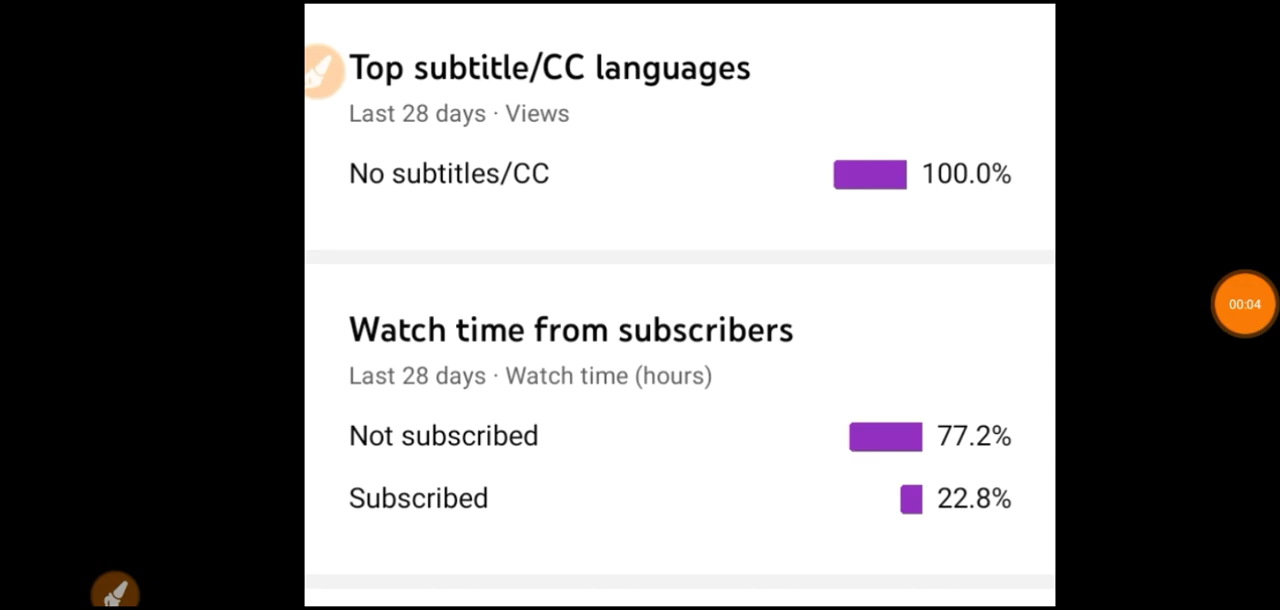 Top subtitle/CC languages
Last 28 days · Views
No subtitles/CC 100.0%
Watch time from subscribers
Last 28 days · Watch time (hours)
Not subscribed 77.2%
Subscribed 22.8%
00:04